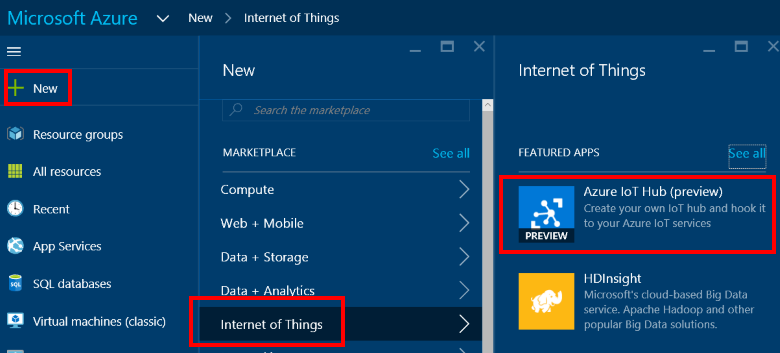 Microsoft Azure New > Internet of Things
New
Resource groups
All resources
Recent
App Services
SQL databases
Virtual machines (classic)
New
Search the marketplace
MARKETPLACE See all
Compute
Web + Mobile
Data + Storage
Data + Analytics
Internet of Things
Internet of Things
FEATURED APPS See all
PREVIEW
Azure IoT Hub (preview)
Create your own IoT hub and hook it
to your Azure IoT services
HDInsight
Microsoft's cloud-based Big Data
service. Apache Hadoop and other
popular Big Data solutions.